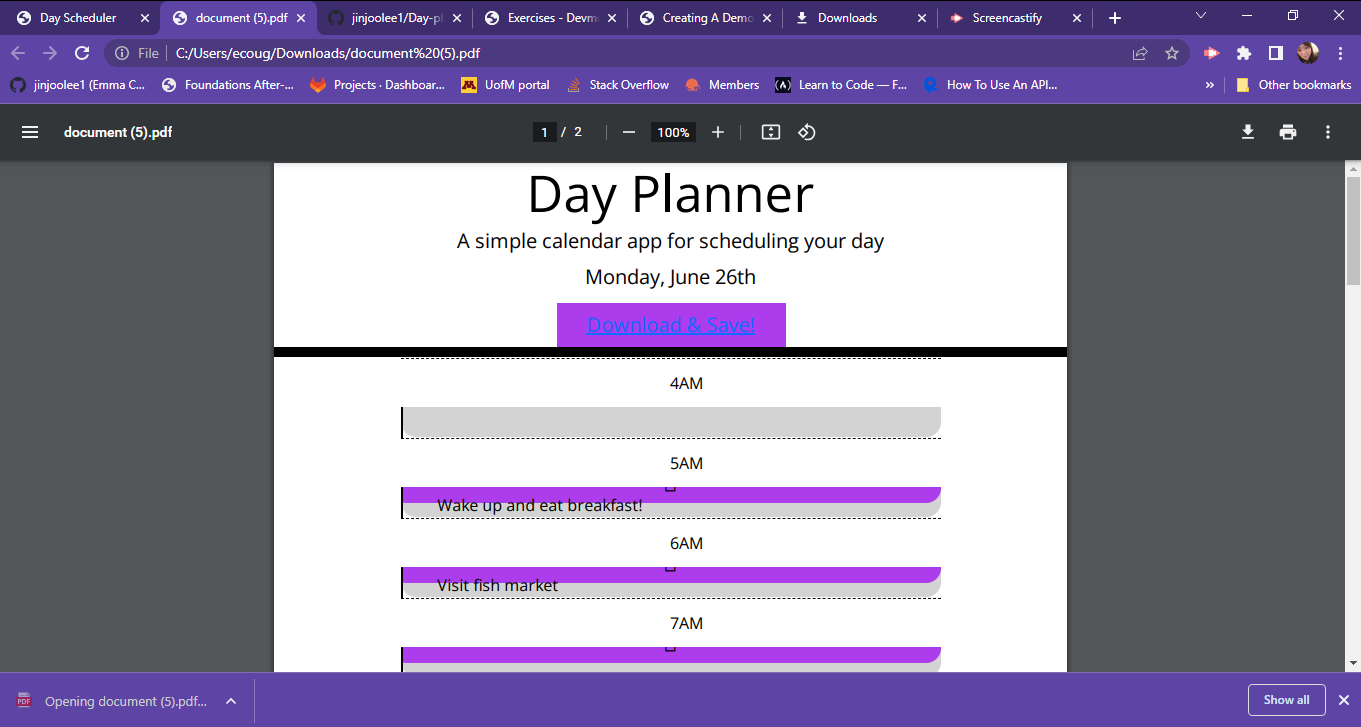 Day Scheduler
document (5).pdf
jinjoolee1/Day-pl
Exercises - Devm
Creating A Demo
Downloads
Screencastify
File
C:/Users/ecoug/Downloads/document%20(5).pdf
jinjoolee1 (Emma C...
Foundations After-...
Projects · Dashboar...
UofM portal
Stack Overflow
Members
Learn to Code — F...
How To Use An API...
»
Other bookmarks
document (5).pdf
1 / 2
100%
Day Planner
A simple calendar app for scheduling your day
Monday, June 26th
Download & Save!
4AM
5AM
Wake up and eat breakfast!
6AM
Visit fish market
7AM
PDF
Opening document (5).pdf...
Show all